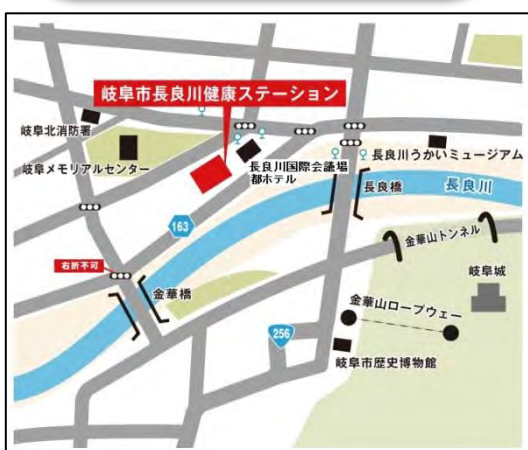 岐阜市長良川健康ステーション
岐阜北消防署
岐阜メモリアルセンター
長良川国際会議場
都ホテル
長良川うかいミュージアム
長良橋
長良川
163
金華山トンネル
右折不可
金華橋
岐阜城
金華山ロープウェー
256
岐阜市歴史博物館